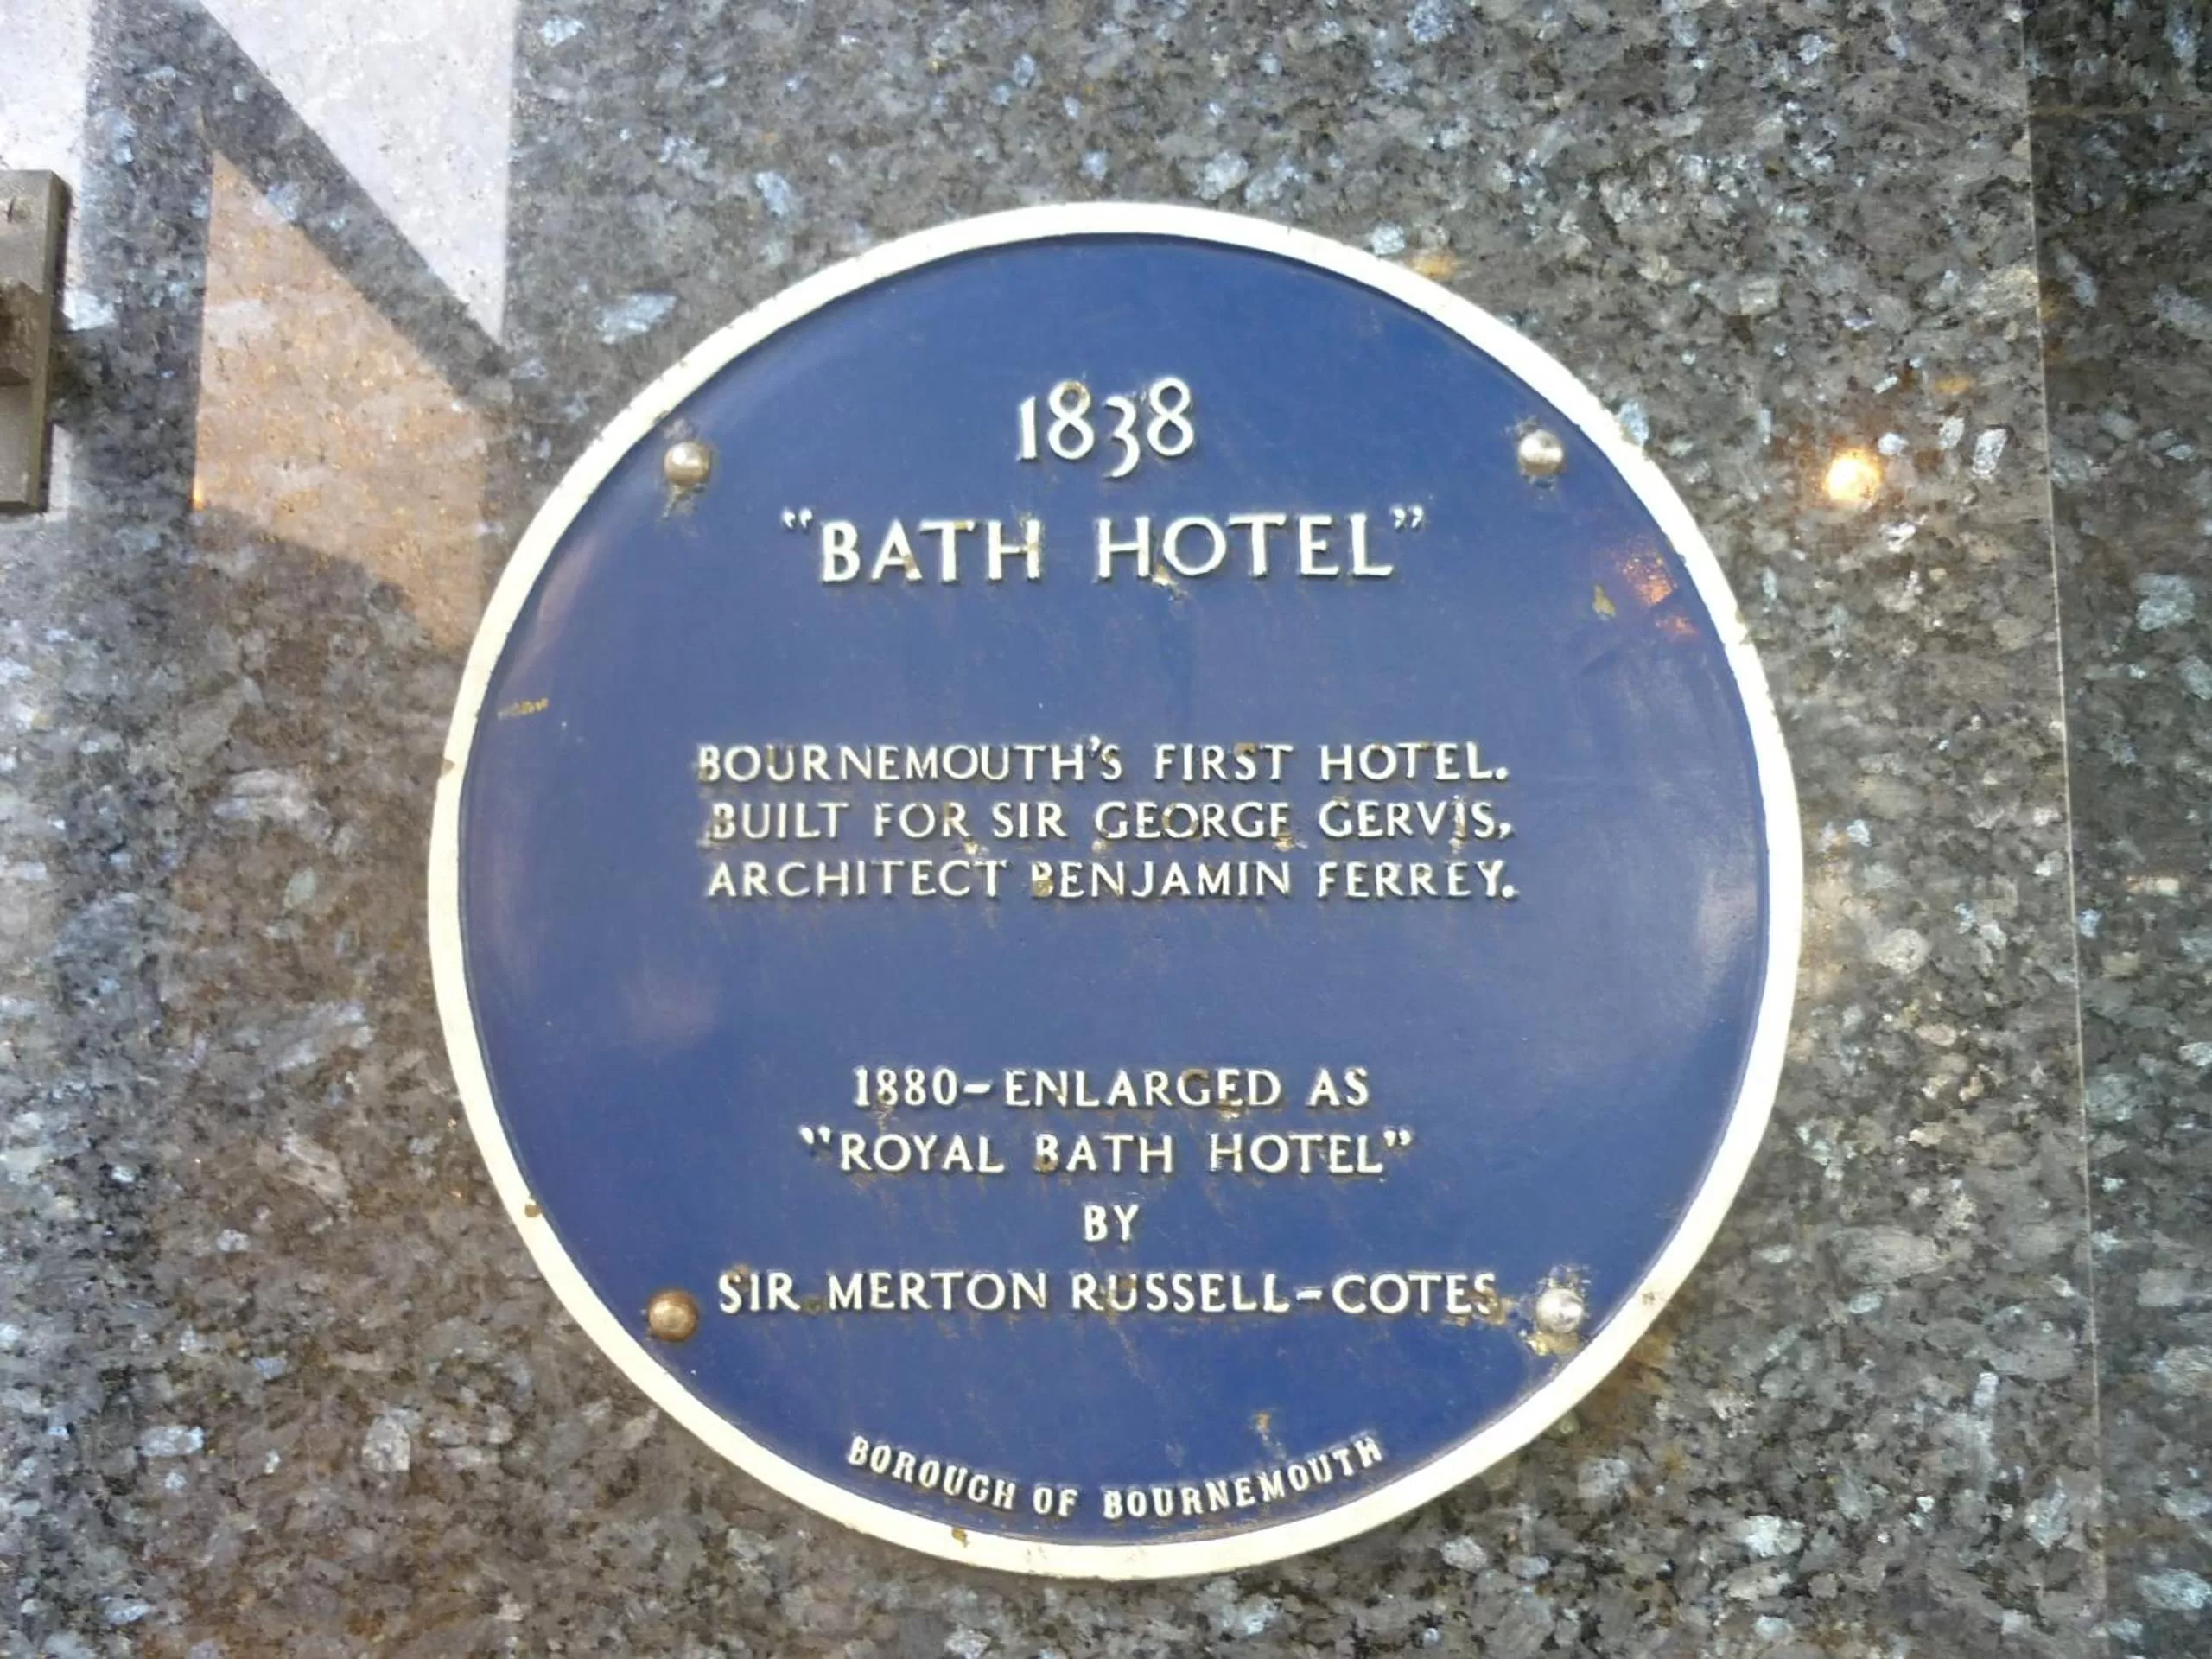 1838
"BATH HOTEL"
BOURNEMOUTH'S FIRST HOTEL.
BUILT FOR SIR GEORGE GERVIS,
ARCHITECT BENJAMIN FERREY.
1880-ENLARGED AS
"ROYAL BATH HOTEL"
BY
SIR MERTON RUSSELL-COTES
BOROUGH OF BOURNEMOUTH